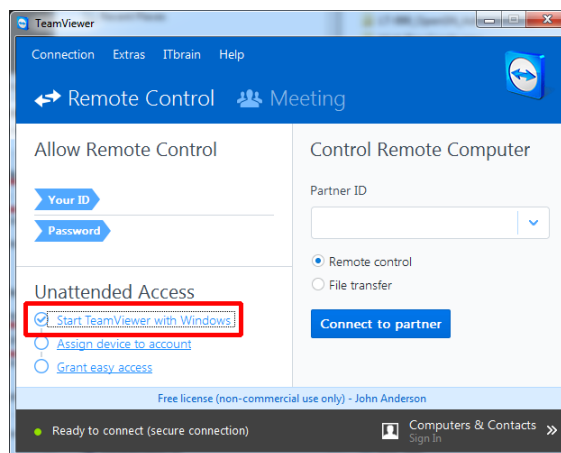 TeamViewer
Connection Extras ITbrain Help
Remote Control Meeting
Allow Remote Control
Your ID
Password
Unattended Access
Start TeamViewer with Windows
Assign device to account
Grant easy access
Control Remote Computer
Partner ID
Remote control
File transfer
Connect to partner
Free license (non-commercial use only) - John Anderson
Ready to connect (secure connection)
Computers & Contacts
Sign In